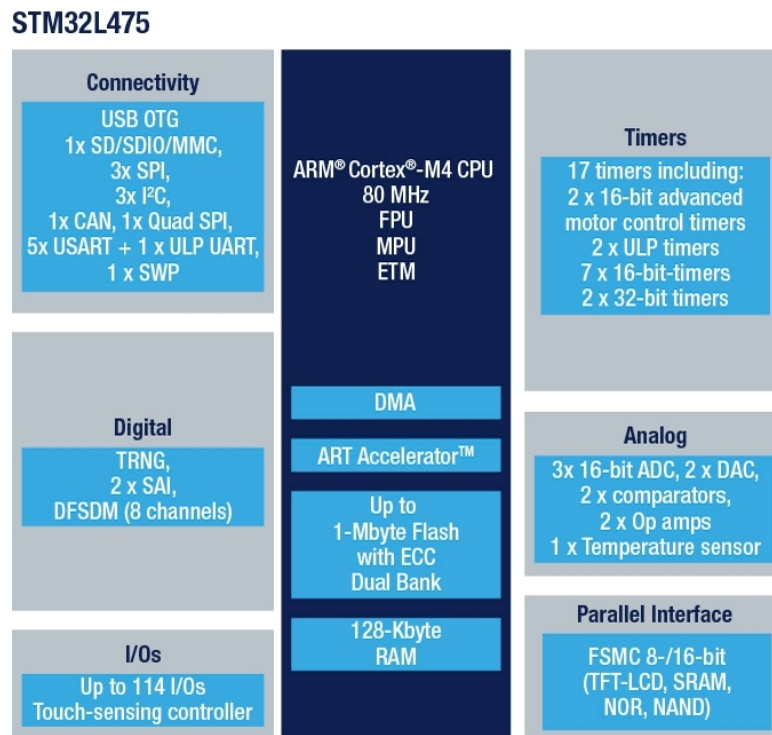 STM32L475
Connectivity
USB OTG
1x SD/SDIO/MMC,
3x SPI,
3x I²C,
1x CAN, 1x Quad SPI,
5x USART + 1 x ULP UART,
1 x SWP
Digital
TRNG,
2 x SAI,
DFSDM (8 channels)
I/Os
Up to 114 I/Os
Touch-sensing controller
ARM® Cortex®-M4 CPU
80 MHz
FPU
MPU
ETM
DMA
ART Accelerator™
Up to
1-Mbyte Flash
with ECC
Dual Bank
128-Kbyte
RAM
Timers
17 timers including:
2 x 16-bit advanced
motor control timers
2 x ULP timers
7 x 16-bit-timers
2 x 32-bit timers
Analog
3x 16-bit ADC, 2 x DAC,
2 x comparators,
2 x Op amps
1 x Temperature sensor
Parallel Interface
FSMC 8-/16-bit
(TFT-LCD, SRAM,
NOR, NAND)